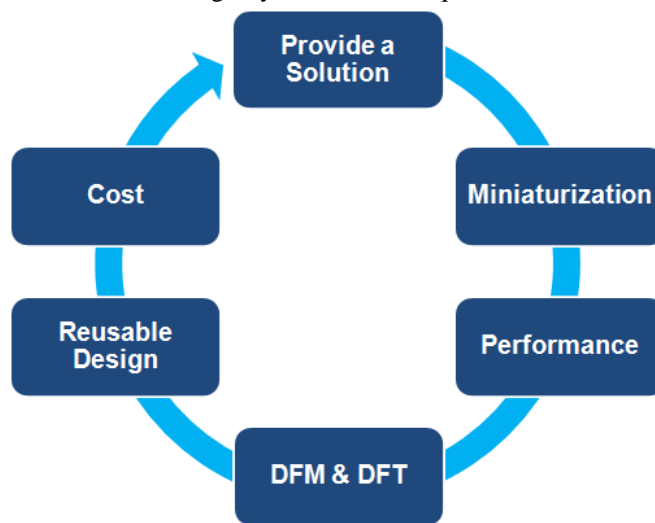 Provide a
Solution
Miniaturization
Performance
DFM & DFT
Reusable
Design
Cost